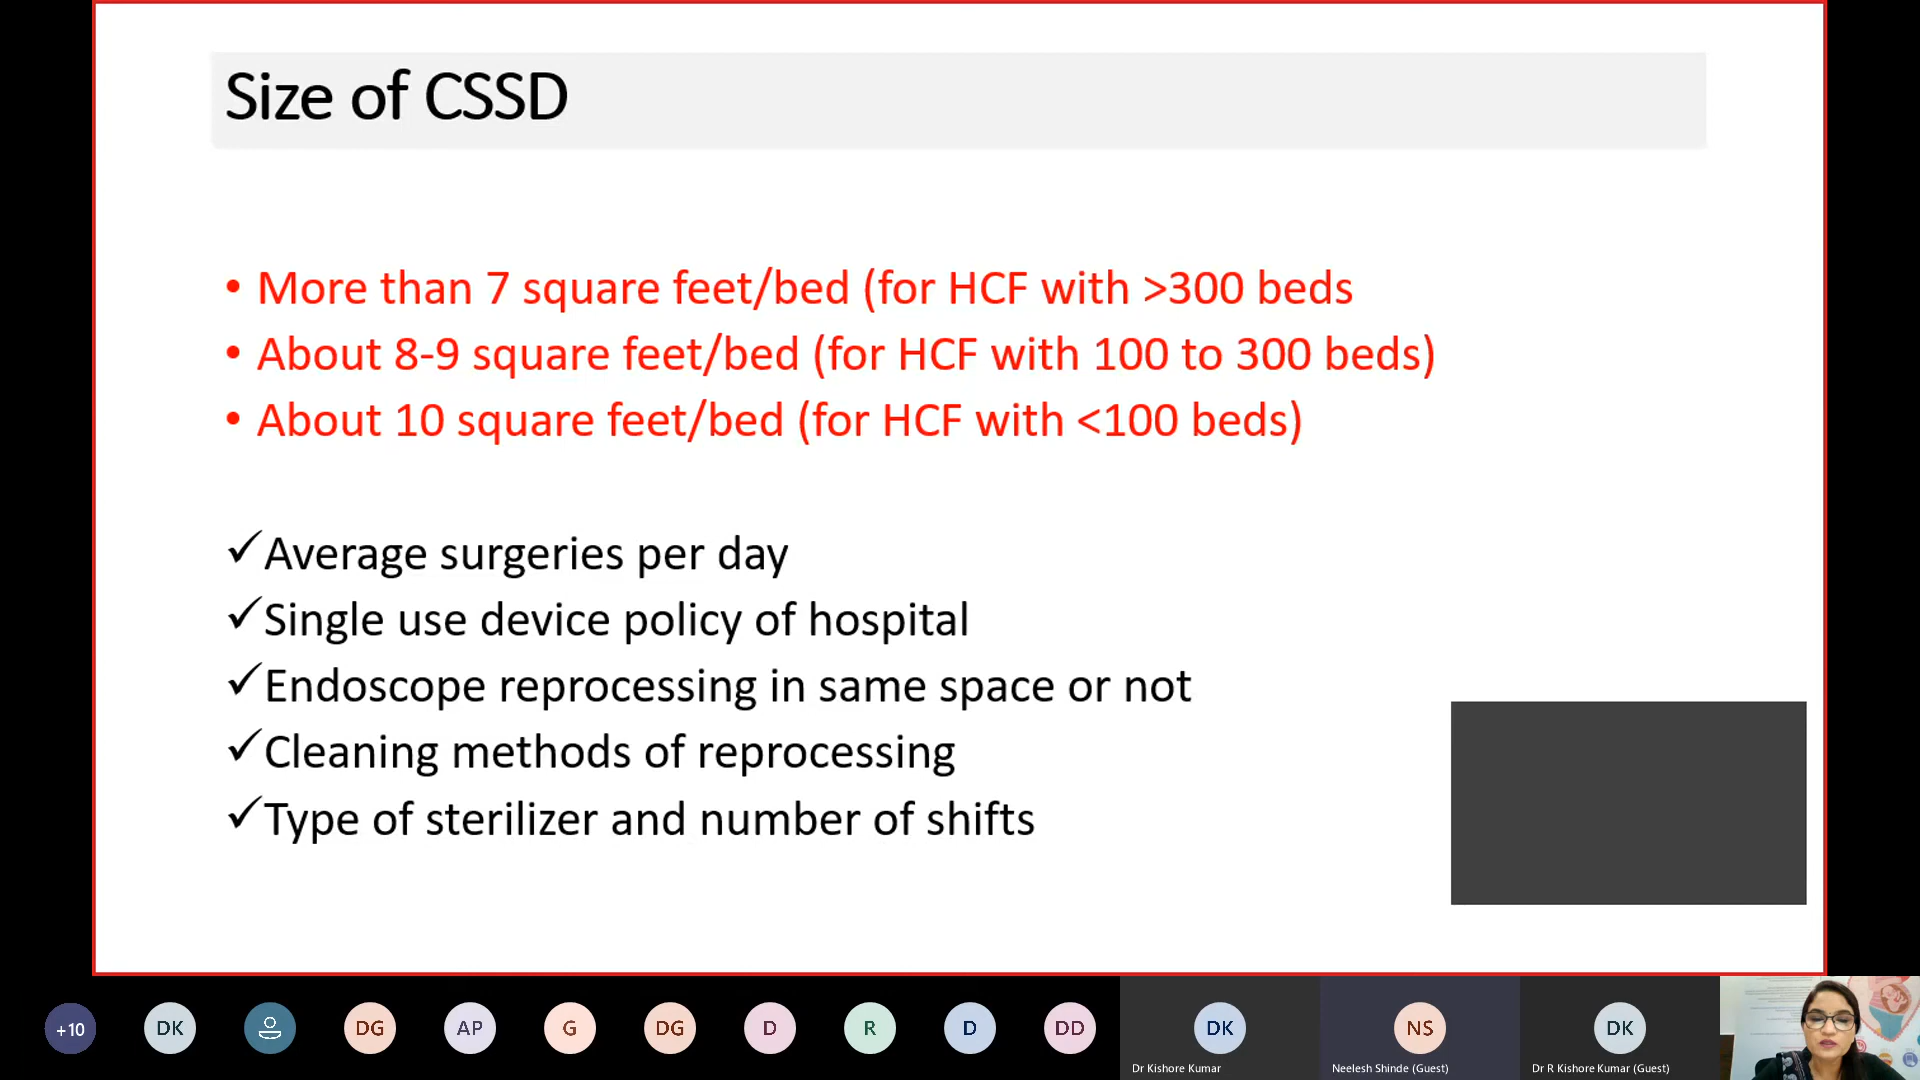 Size of CSSD
• More than 7 square feet/bed (for HCF with >300 beds
• About 8-9 square feet/bed (for HCF with 100 to 300 beds)
• About 10 square feet/bed (for HCF with <100 beds)
✓Average surgeries per day
✓Single use device policy of hospital
✓Endoscope reprocessing in same space or not
✓Cleaning methods of reprocessing
✓Type of sterilizer and number of shifts
+10 DK DG AP G DG D R D DD DK NS DK
Dr Kishore Kumar Neelesh Shinde (Guest) Dr R Kishore Kumar (Guest)